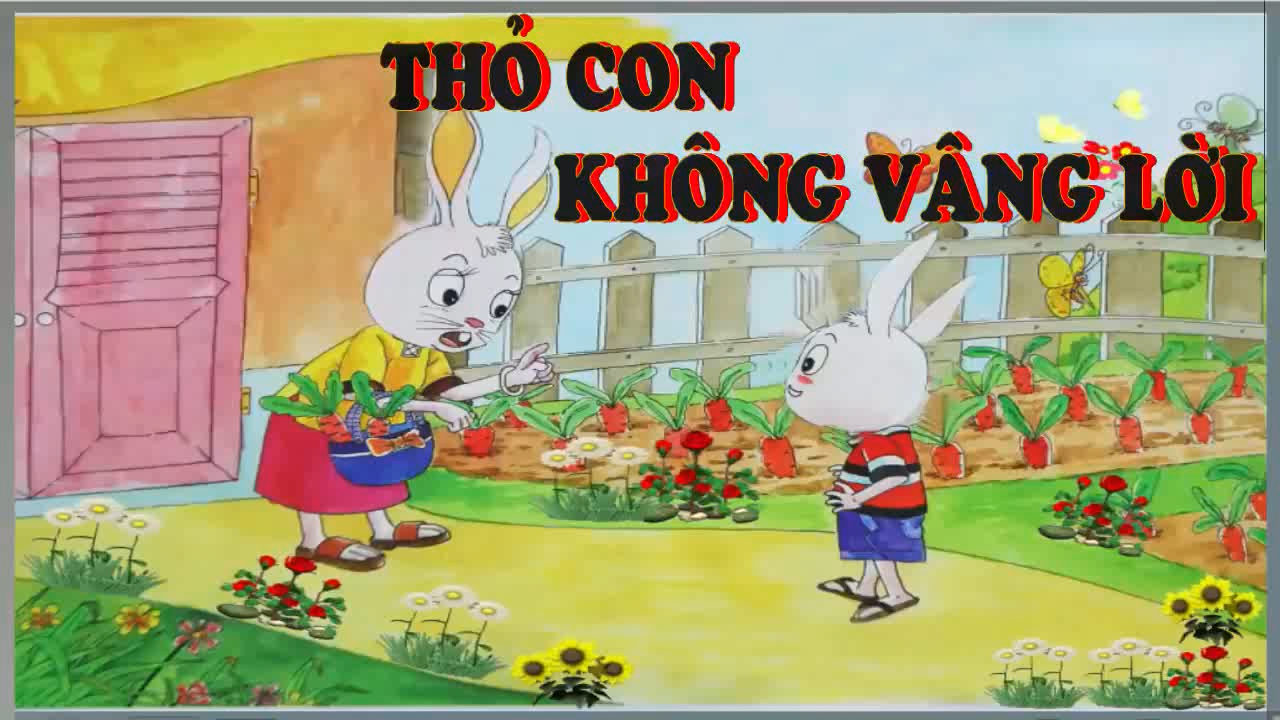 THỎ CON
KHÔNG VÂNG LỜI